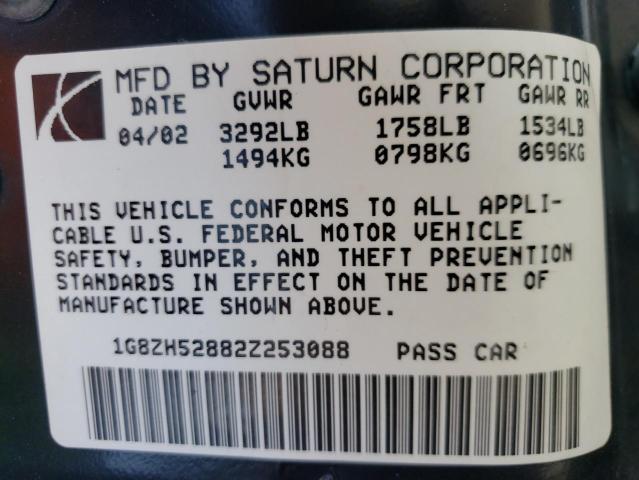 MFD BY SATURN CORPORATION
DATE GVWR GAWR FRT GAWR RR
04/02 3292LB 1758LB 1534LB
1494KG 0798KG 0696KG
THIS VEHICLE CONFORMS TO ALL APPLI-
CABLE U.S. FEDERAL MOTOR VEHICLE
SAFETY, BUMPER, AND THEFT PREVENTION
STANDARDS IN EFFECT ON THE DATE OF
MANUFACTURE SHOWN ABOVE.
1G8ZH52882Z253088 PASS CAR